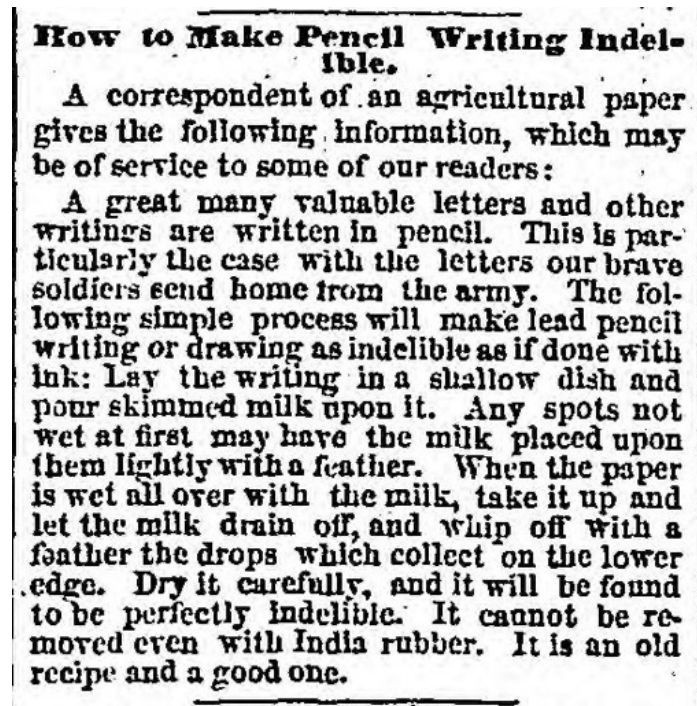 How to Make Pencil Writing Indel-
ible.
A correspondent of an agricultural paper
gives the following information, which may
be of service to some of our readers:
A great many valuable letters and other
writings are written in pencil. This is par-
ticularly the case with the letters our brave
soldiers send home from the army. The fol-
lowing simple process will make lead pencil
writing or drawing as indelible as if done with
ink: Lay the writing in a shallow dish and
pour skimmed milk upon it. Any spots not
wet at first may have the milk placed upon
them lightly with a feather. When the paper
is wet all over with the milk, take it up and
let the milk drain off, and whip off with a
feather the drops which collect on the lower
edge. Dry it carefully, and it will be found
to be perfectly indelible. It cannot be re-
moved even with India rubber. It is an old
recipe and a good one.